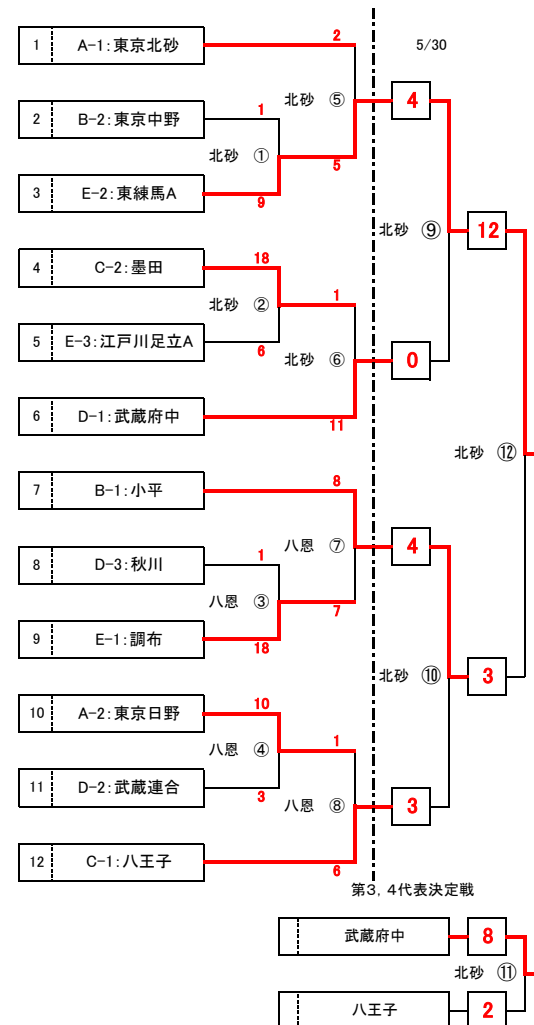 2
1 A-1:東京北砂
5/30
北砂 ⑤
4
1
2 B-2:東京中野
北砂 ①
5
3 E-2:東練馬A
9
北砂 ⑨
12
18
4 C-2:墨田
1
北砂 ②
5 E-3:江戸川足立A
6
北砂 ⑥
0
6 D-1:武蔵府中
11
北砂 ⑫
8
7 B-1:小平
八恩 ⑦
4
1
8 D-3:秋川
八恩 ③
7
9 E-1:調布
18
北砂 ⑩
3
10
10 A-2:東京日野
1
八恩 ④
11 D-2:武蔵連合
3
八恩 ⑧
3
12 C-1:八王子
6
第3, 4代表決定戦
武蔵府中 8
北砂 ⑪
八王子 2